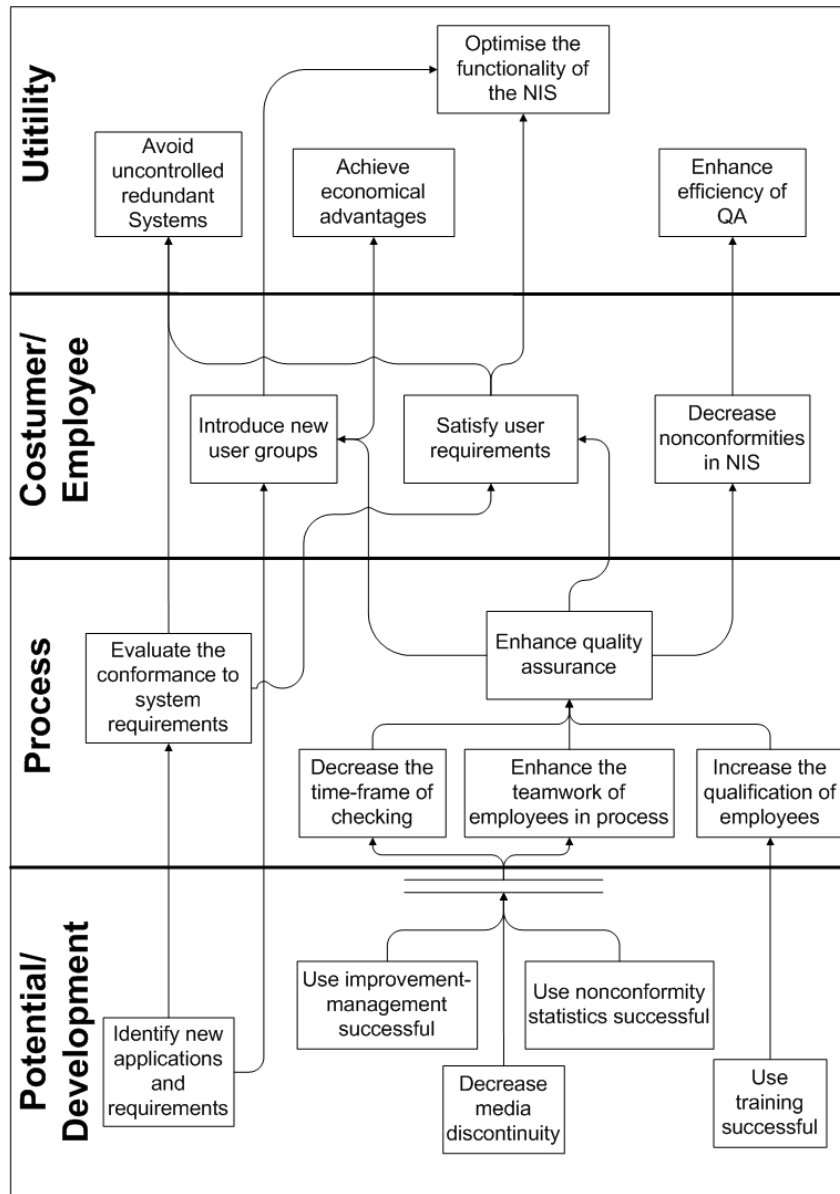 Utitility
Optimise the
functionality of
the NIS
Avoid
uncontrolled
redundant
Systems
Achieve
economical
advantages
Enhance
efficiency of
QA
Costumer/
Employee
Introduce new
user groups
Satisfy user
requirements
Decrease
nonconformities
in NIS
Process
Evaluate the
conformance to
system
requirements
Enhance quality
assurance
Decrease the
time-frame of
checking
Enhance the
teamwork of
employees in process
Increase the
qualification of
employees
Potential/
Development
Identify new
applications
and
requirements
Use improvement-
management
successful
Use nonconformity
statistics successful
Decrease
media
discontinuity
Use
training
successful